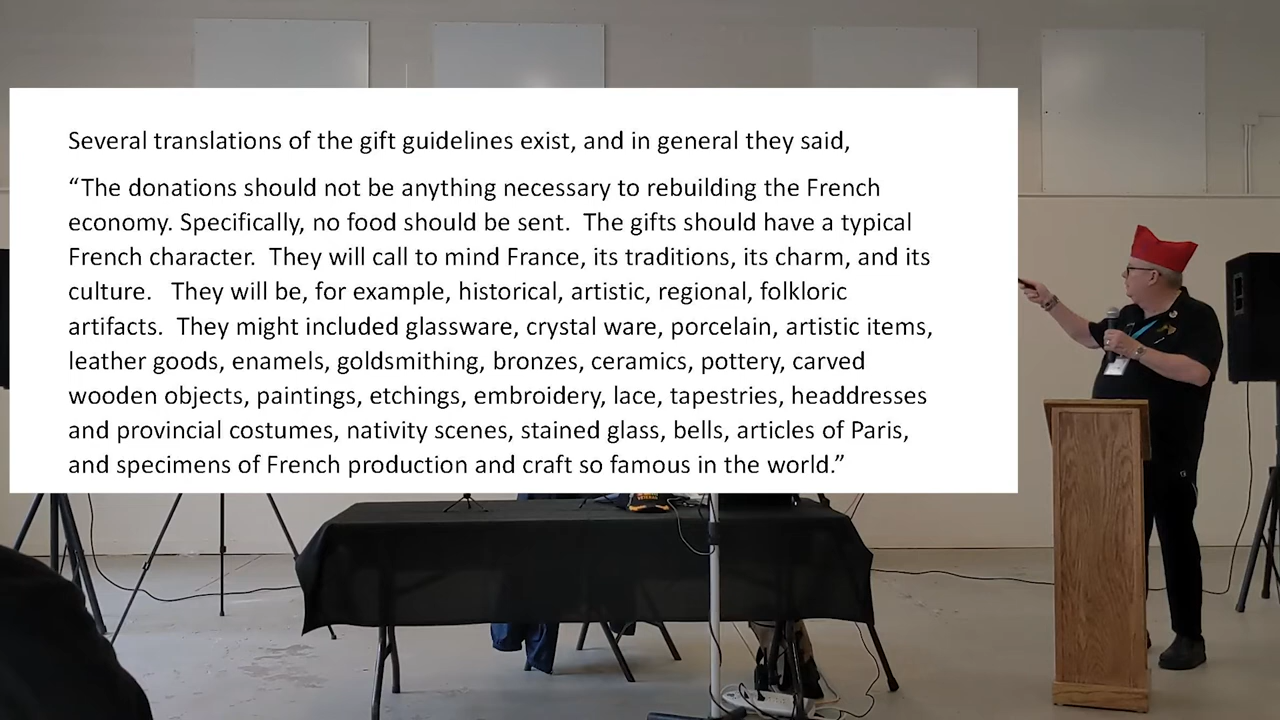 Several translations of the gift guidelines exist, and in general they said,
“The donations should not be anything necessary to rebuilding the French
economy. Specifically, no food should be sent.  The gifts should have a typical
French character.  They will call to mind France, its traditions, its charm, and its
culture.   They will be, for example, historical, artistic, regional, folkloric
artifacts.  They might included glassware, crystal ware, porcelain, artistic items,
leather goods, enamels, goldsmithing, bronzes, ceramics, pottery, carved
wooden objects, paintings, etchings, embroidery, lace, tapestries, headdresses
and provincial costumes, nativity scenes, stained glass, bells, articles of Paris,
and specimens of French production and craft so famous in the world.”